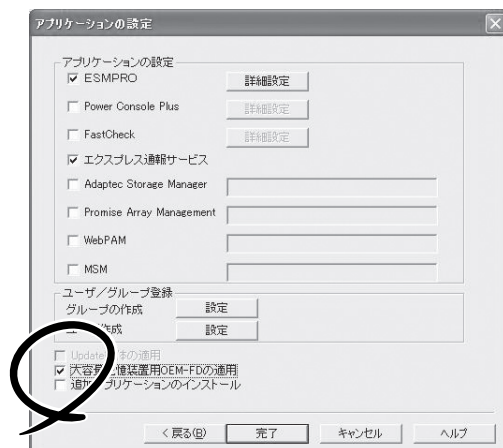 アプリケーションの設定
アプリケーションの設定
ESMPRO 詳細設定
Power Console Plus 詳細設定
FastCheck 詳細設定
エクスプレス通報サービス
Adaptec Storage Manager
Promise Array Management
WebPAM
MSM
ユーザ/グループ登録
グループの作成 設定
作成 設定
Update の適用
大容量記憶装置用OEM-FDの適用
追加アプリケーションのインストール
< 戻る(B) 完了 キャンセル ヘルプ